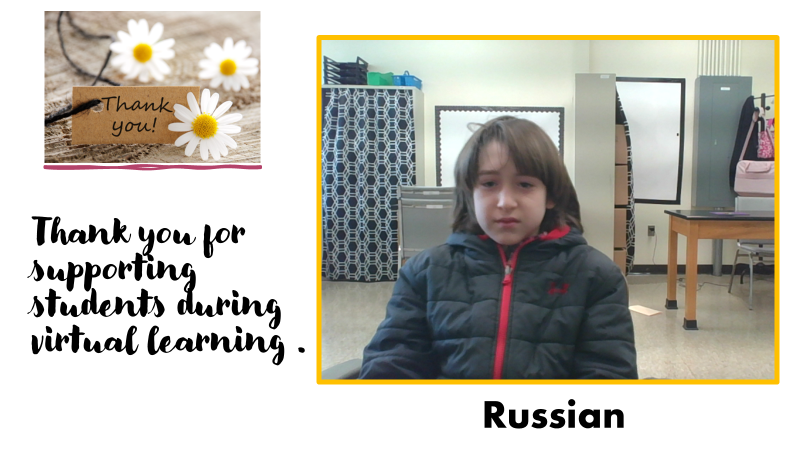 Thank
you!
Thank you for
supporting
students during
virtual learning .
Russian